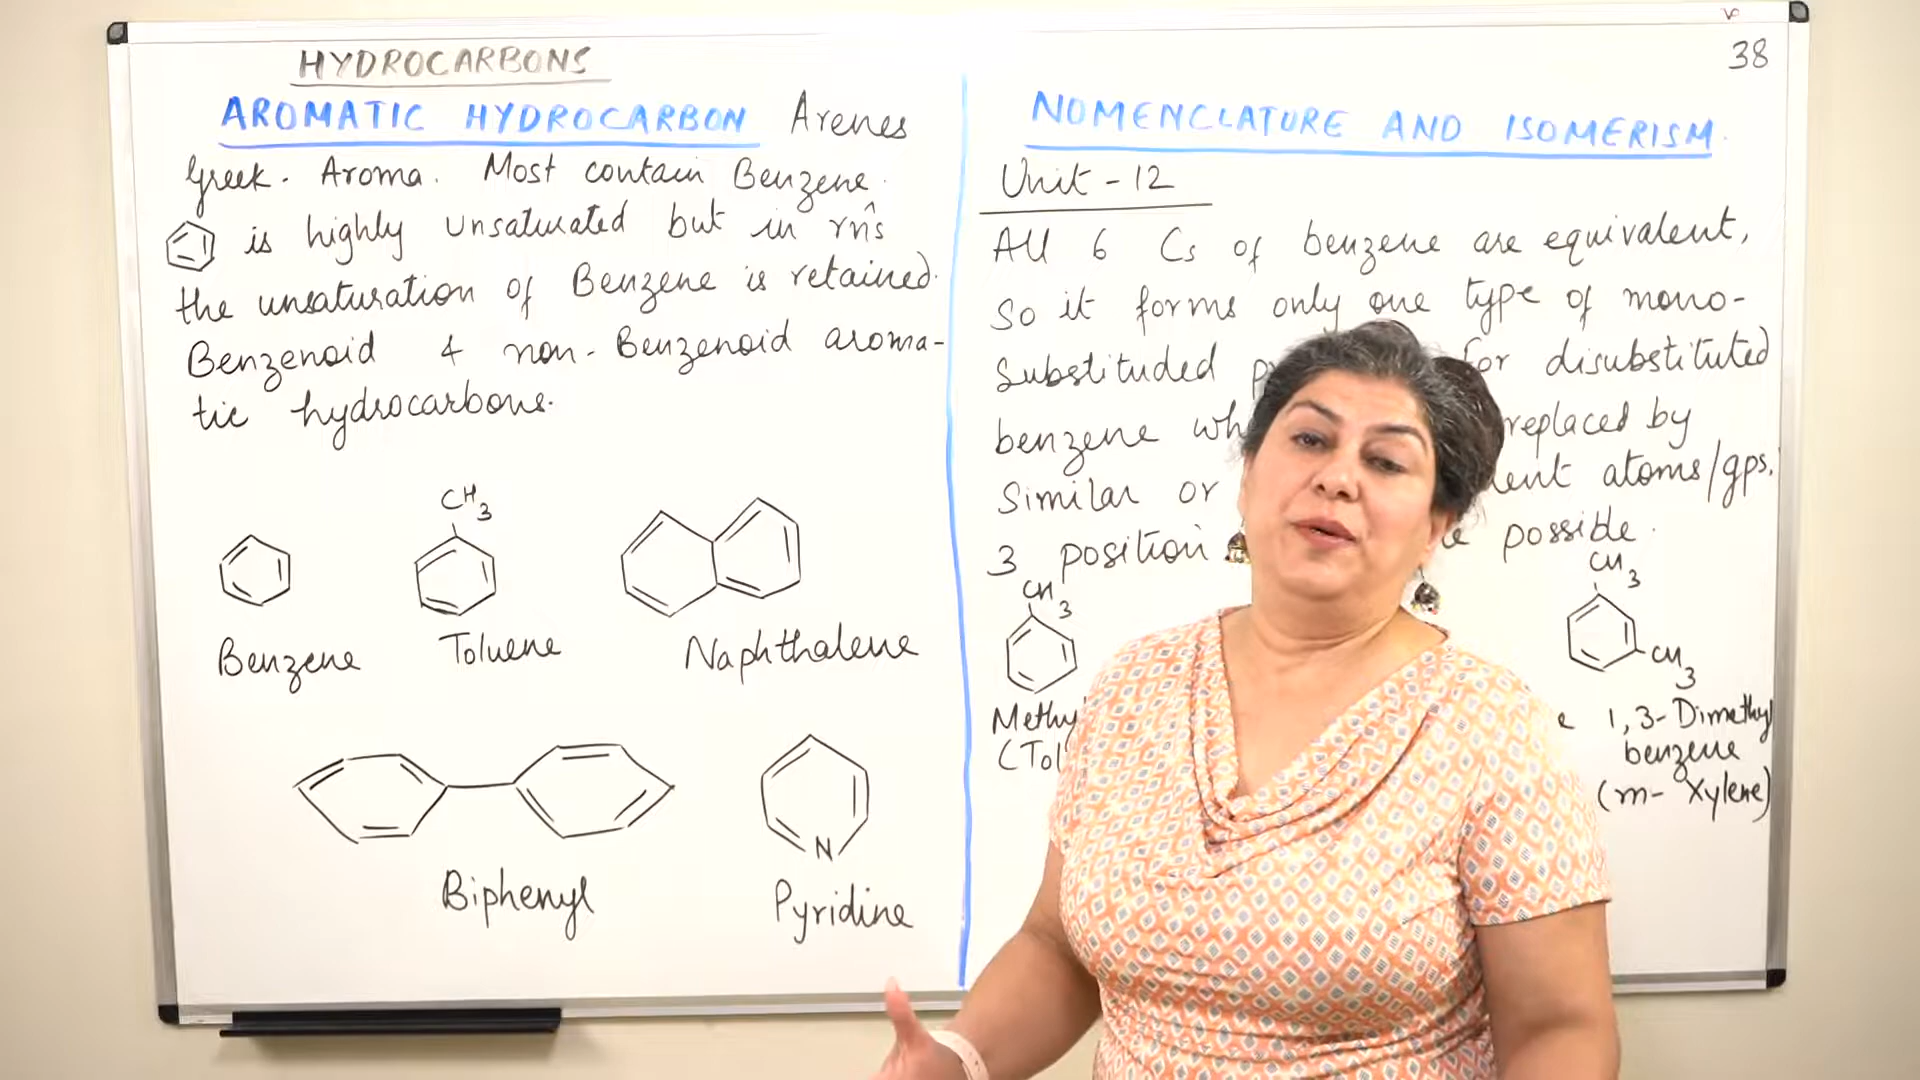 HYDROCARBONS
38
AROMATIC HYDROCARBON Arenes
Greek. Aroma. Most contain Benzene.
is highly unsaturated but in rxn̂s
the unsaturation of Benzene is retained.
Benzenoid & non-Benzenoid aroma-
tic hydrocarbons.
CH3
Benzene
Toluene
Naphthalene
N
Biphenyl
Pyridine
NOMENCLATURE AND ISOMERISM.
Unit-12
All 6 Cs of benzene are equivalent,
So it forms only one type of mono-
Substituded for disubstituted
benzene replaced by
Similar or atoms/gps.
3 position possible.
CH3
CH3
CH3
1,3-Dimethyl
benzene
(m-Xylene)